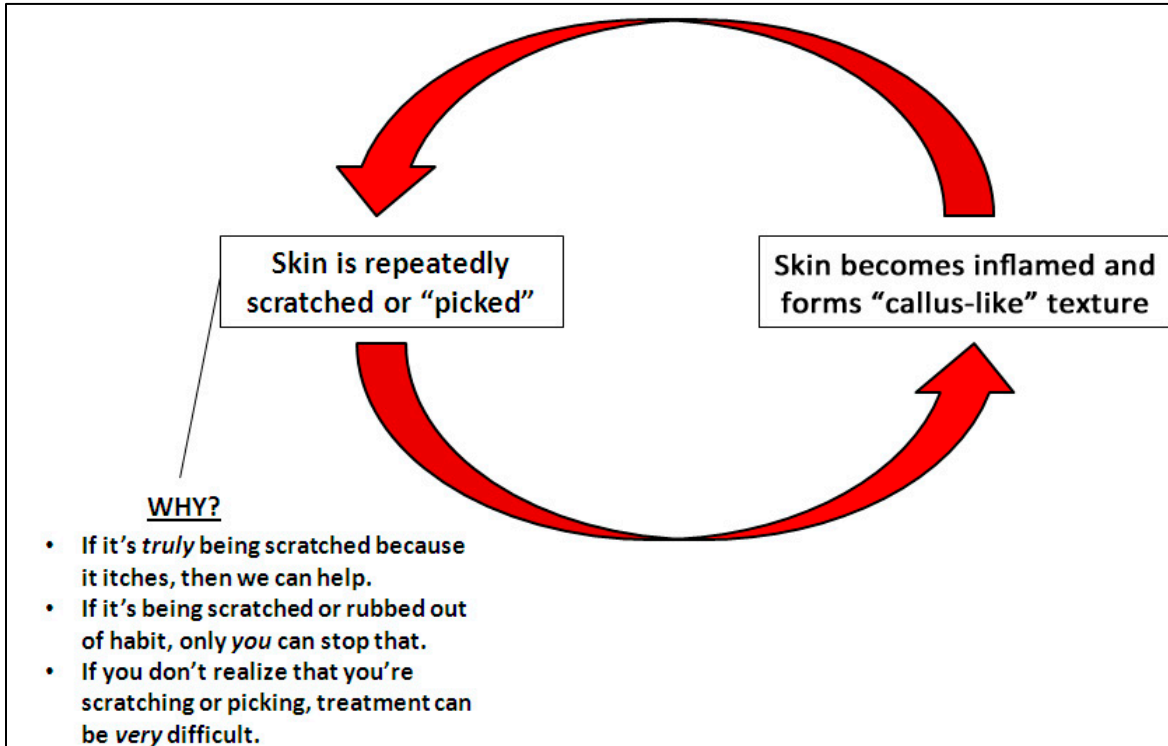 Skin is repeatedly
scratched or “picked”
Skin becomes inflamed and
forms “callus-like” texture
WHY?
• If it’s truly being scratched because
it itches, then we can help.
• If it’s being scratched or rubbed out
of habit, only you can stop that.
• If you don’t realize that you’re
scratching or picking, treatment can
be very difficult.